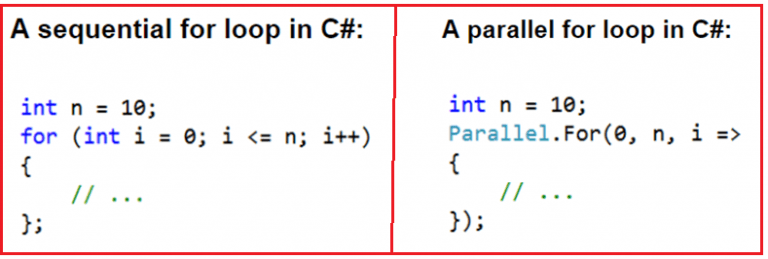 A sequential for loop in C#:
int n = 10;
for (int i = 0; i <= n; i++)
{
// ...
};
A parallel for loop in C#:
int n = 10;
Parallel.For(0, n, i =>
{
// ...
});